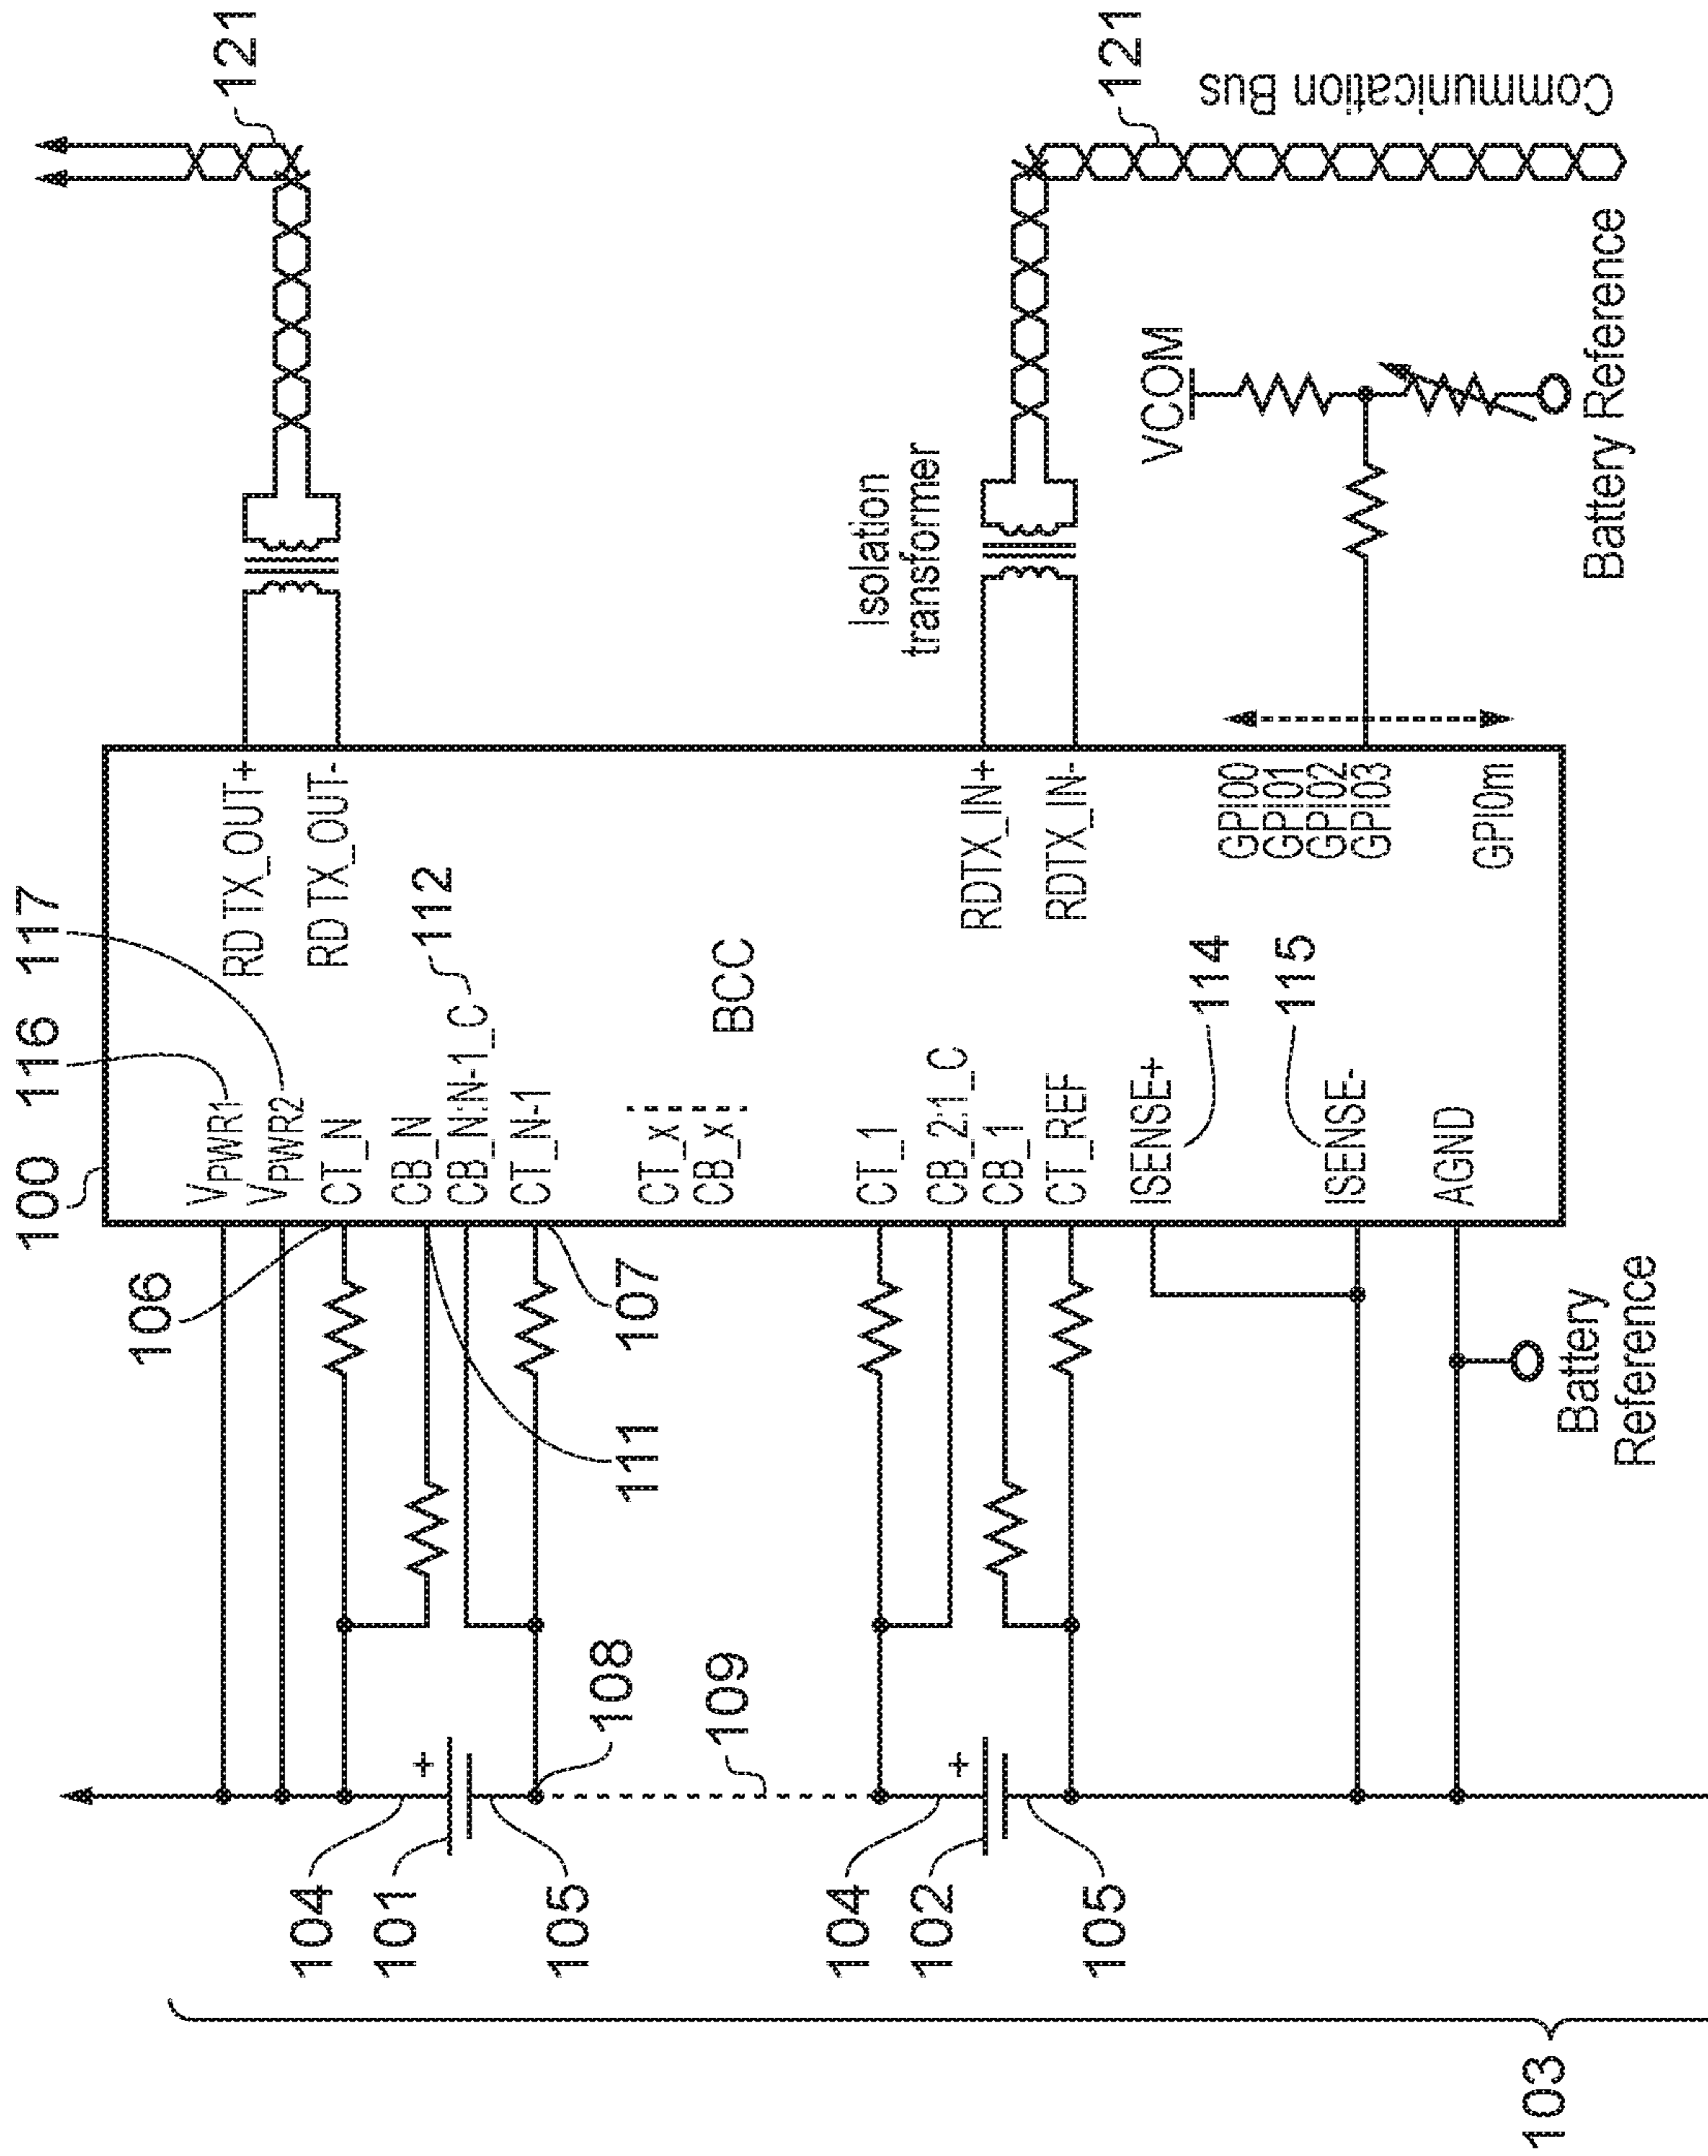 100
116
117
121
VPWR1
VPWR2
CT_N
CB_N
CB_N:N-1_C
CT_N-1
CT_x
CB_x
CT_1
CB_2:1_C
CB_1
CT_REF
ISENSE+
ISENSE-
AGND
BCC
112
114
115
RD TX_OUT+
RD TX_OUT-
RDTX_IN+
RDTX_IN-
GPIO0
GPIO1
GPIO2
GPIO3
GPIOm
Isolation
transformer
VCOM
121
Communication Bus
Battery Reference
106
107
111
108
109
104
101
105
104
102
105
Battery
Reference
103